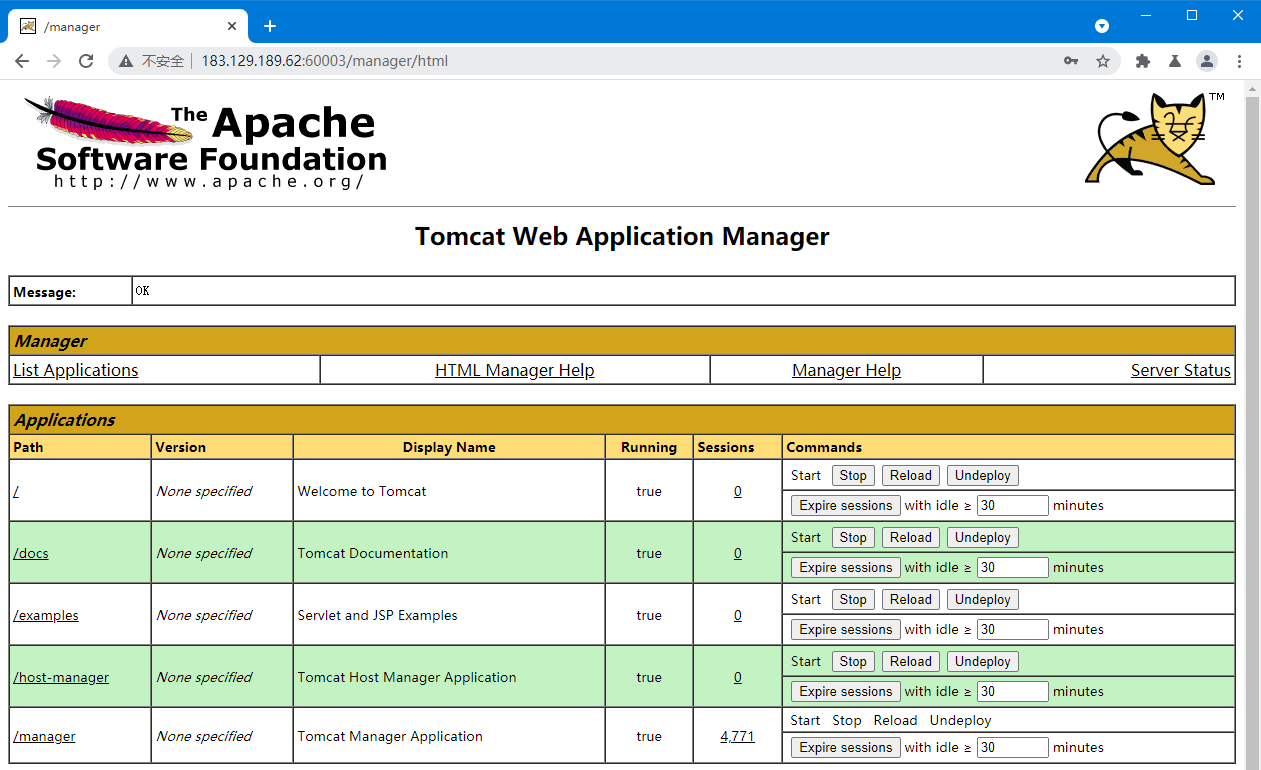 /manager
不安全 183.129.189.62:60003/manager/html
The Apache
Software Foundation
http://www.apache.org/
TM
Tomcat Web Application Manager
Message: OK
Manager
List Applications HTML Manager Help Manager Help Server Status
Applications
Path Version Display Name Running Sessions Commands
/ None specified Welcome to Tomcat true 0 Start Stop Reload Undeploy
Expire sessions with idle ≥ 30 minutes
/docs None specified Tomcat Documentation true 0 Start Stop Reload Undeploy
Expire sessions with idle ≥ 30 minutes
/examples None specified Servlet and JSP Examples true 0 Start Stop Reload Undeploy
Expire sessions with idle ≥ 30 minutes
/host-manager None specified Tomcat Host Manager Application true 0 Start Stop Reload Undeploy
Expire sessions with idle ≥ 30 minutes
/manager None specified Tomcat Manager Application true 4,771 Start Stop Reload Undeploy
Expire sessions with idle ≥ 30 minutes